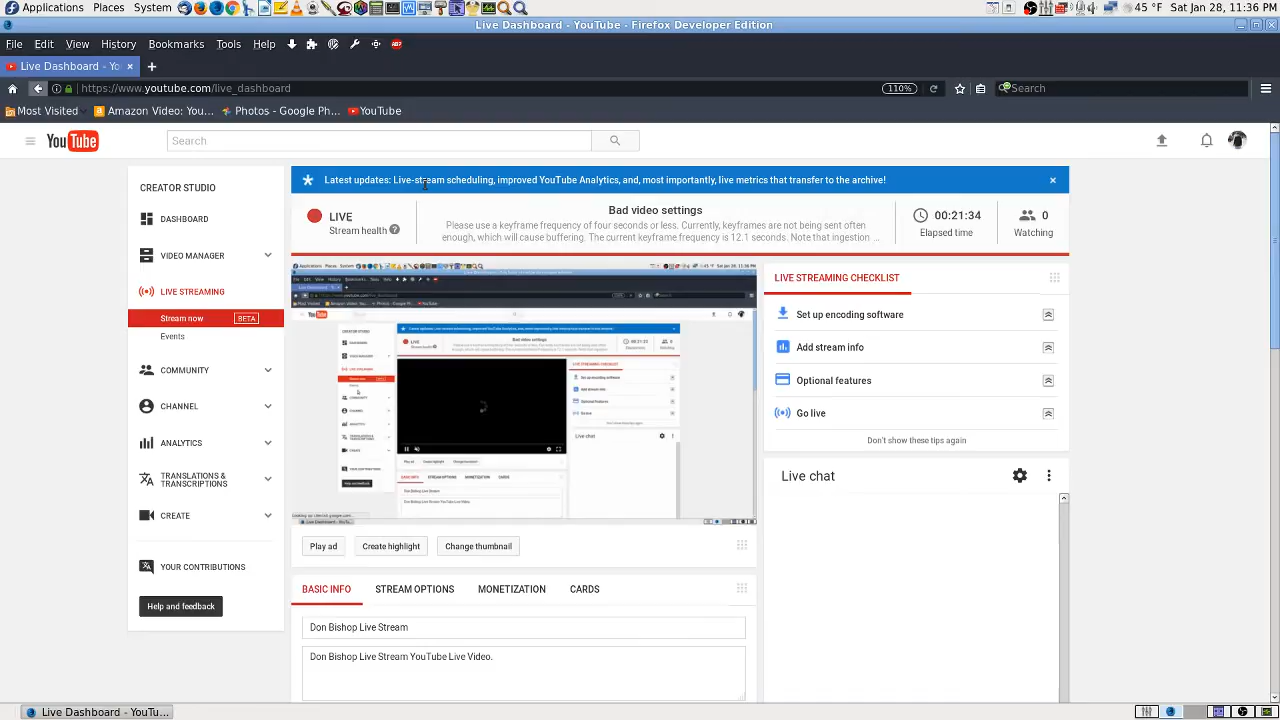 Applications Places System 45 °F Sat Jan 28, 11:36 PM
Live Dashboard - YouTube - Firefox Developer Edition
File Edit View History Bookmarks Tools Help ABP
Live Dashboard - Yo
https://www.youtube.com/live_dashboard 110% Search
Most Visited Amazon Video: You... Photos - Google Ph... YouTube
YouTube Search
CREATOR STUDIO
DASHBOARD
VIDEO MANAGER
LIVE STREAMING
Stream now BETA
Events
COMMUNITY
CHANNEL
ANALYTICS
TRANSLATIONS &
TRANSCRIPTIONS
CREATE
YOUR CONTRIBUTIONS
Help and feedback
Latest updates: Live-stream scheduling, improved YouTube Analytics, and, most importantly, live metrics that transfer to the archive!
LIVE
Stream health
Bad video settings
Please use a keyframe frequency of four seconds or less. Currently, keyframes are not being sent often
enough, which will cause buffering. The current keyframe frequency is 12.1 seconds. Note that ingestion ...
00:21:34
Elapsed time
0
Watching
Play ad Create highlight Change thumbnail
BASIC INFO STREAM OPTIONS MONETIZATION CARDS
Don Bishop Live Stream
Don Bishop Live Stream YouTube Live Video.
LIVE STREAMING CHECKLIST
Set up encoding software
Add stream info
Optional features
Go live
Don't show these tips again
Live chat
Live Dashboard - YouTu...